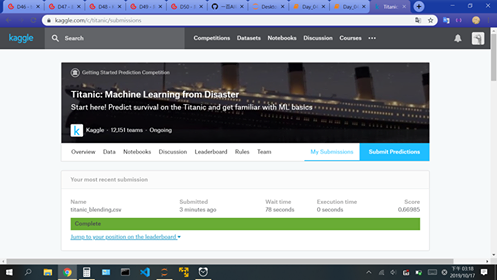 D46 -
D47 -
D48 -
D49 -
D50 -
Day_
Day_
Titanic
kaggle.com/c/titanic/submissions
kaggle
Search
Competitions Datasets Notebooks Discussion Courses •••
Getting Started Prediction Competition
Titanic: Machine Learning from Disaster
Start here! Predict survival on the Titanic and get familiar with ML basics
k Kaggle · 12,151 teams · Ongoing
Overview Data Notebooks Discussion Leaderboard Rules Team My Submissions Submit Predictions
Your most recent submission
Name Submitted Wait time Execution time Score
titanic_blending.csv 3 minutes ago 78 seconds 0 seconds 0.66985
Complete
Jump to your position on the leaderboard
下午 03:18
2019/10/17